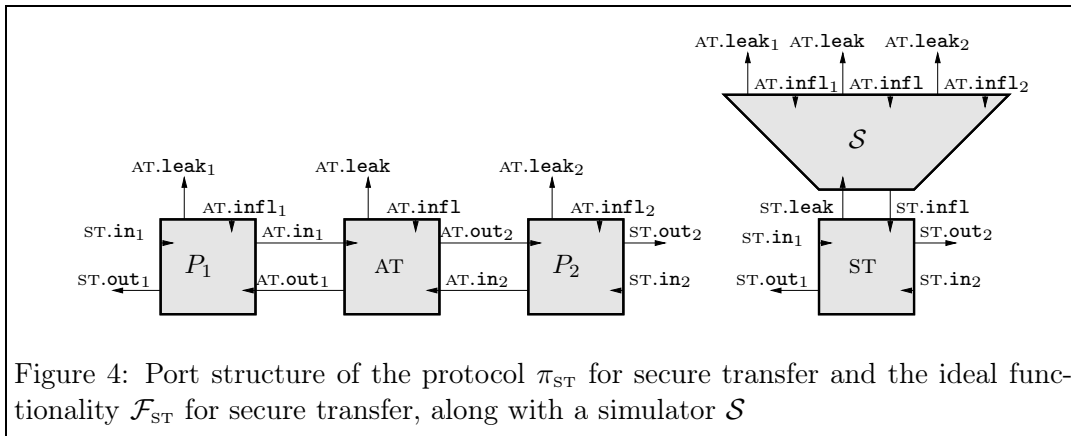 AT.leak₁ AT.leak AT.leak₂
AT.infl₁ AT.infl AT.infl₂
S
AT.leak₁ AT.leak AT.leak₂
AT.infl₁ AT.infl AT.infl₂
ST.leak ST.infl
ST.in₁ AT.in₁ AT.out₂ ST.out₂ ST.in₁ ST.out₂
P₁ AT P₂ ST
ST.out₁ AT.out₁ AT.in₂ ST.in₂ ST.out₁ ST.in₂
Figure 4: Port structure of the protocol π_ST for secure transfer and the ideal func-
tionality F_ST for secure transfer, along with a simulator S